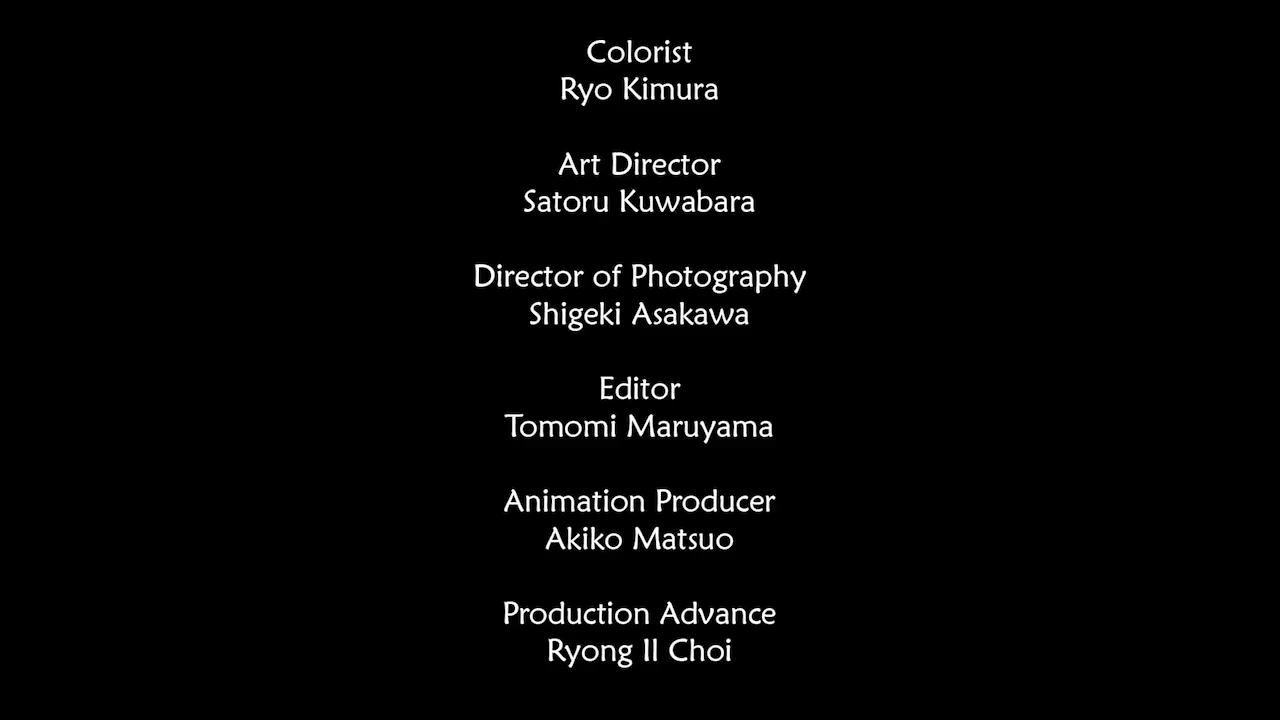 Colorist
Ryo Kimura
Art Director
Satoru Kuwabara
Director of Photography
Shigeki Asakawa
Editor
Tomomi Maruyama
Animation Producer
Akiko Matsuo
Production Advance
Ryong Il Choi